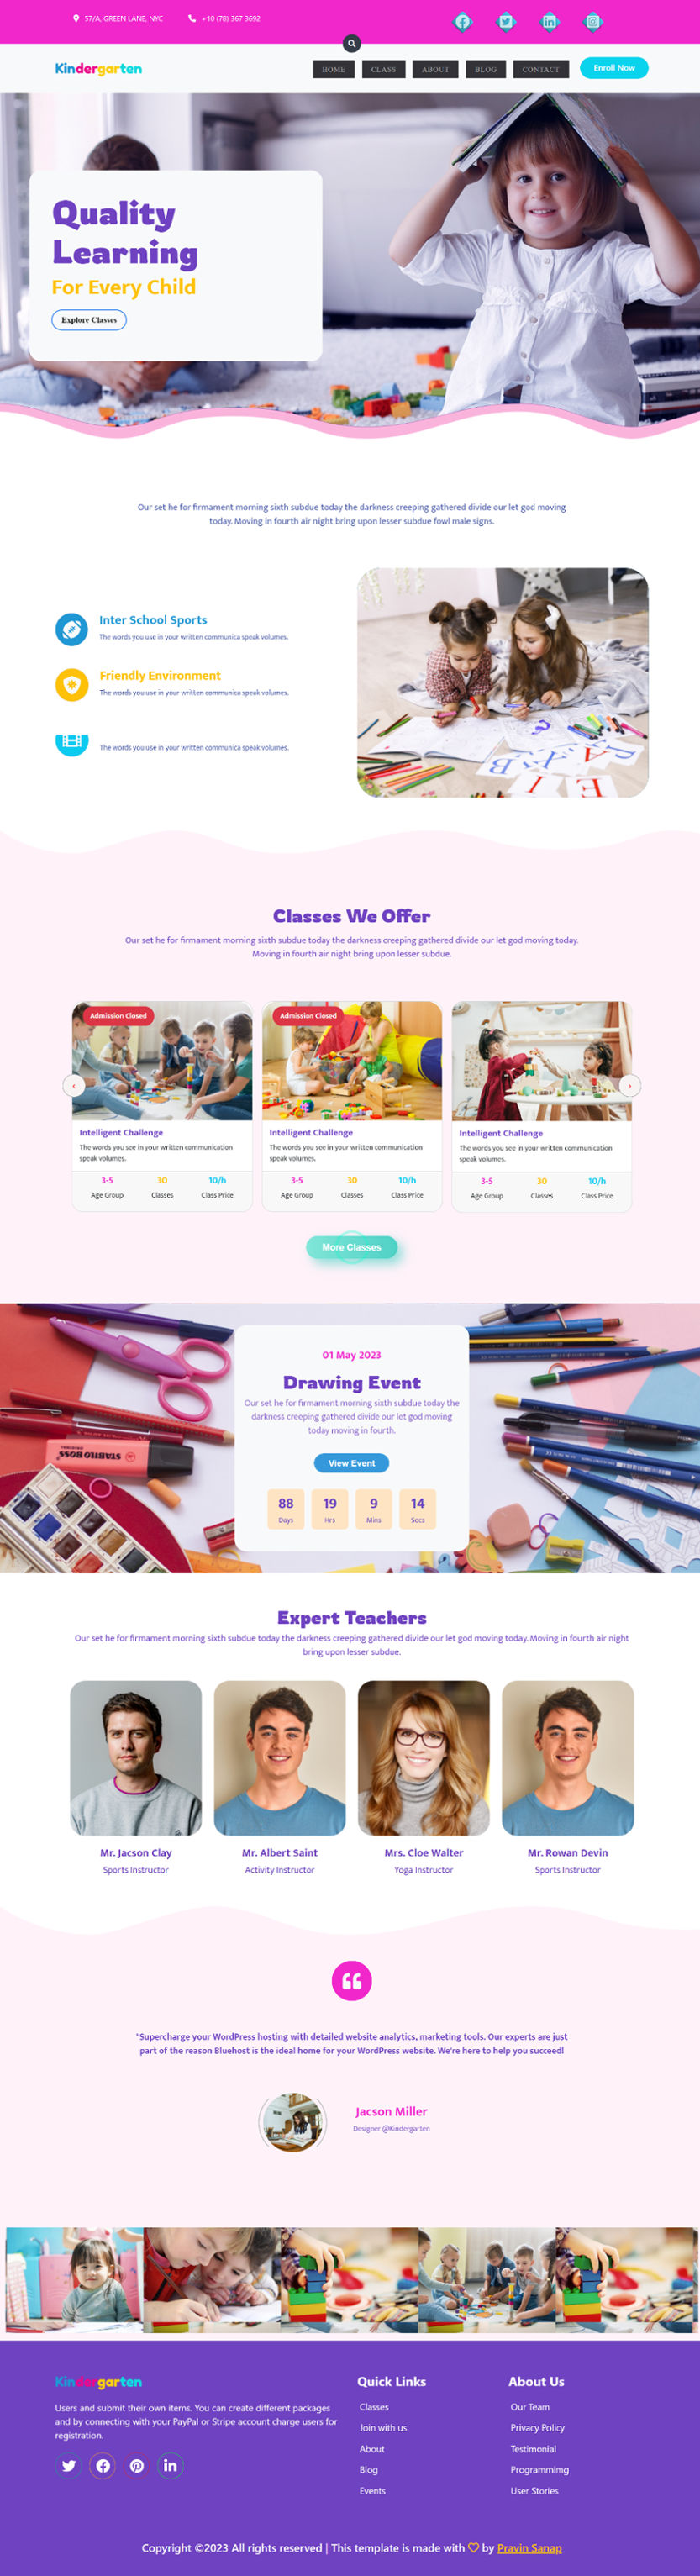 57/A, GREEN LANE, NYC
+10 (78) 367 3692
Kindergarten
HOME
CLASS
ABOUT
BLOG
CONTACT
Enroll Now
Quality
Learning
For Every Child
Explore Classes
Our set he for firmament morning sixth subdue today the darkness creeping gathered divide our let god moving
today. Moving in fourth air night bring upon lesser subdue fowl male signs.
Inter School Sports
The words you use in your written communica speak volumes.
Friendly Environment
The words you use in your written communica speak volumes.
The words you use in your written communica speak volumes.
Classes We Offer
Our set he for firmament morning sixth subdue today the darkness creeping gathered divide our let god moving today.
Moving in fourth air night bring upon lesser subdue.
Admission Closed
Intelligent Challenge
The words you see in your written communication
speak volumes.
3-5
30
10/h
Age Group
Classes
Class Price
Admission Closed
Intelligent Challenge
The words you see in your written communication
speak volumes.
3-5
30
10/h
Age Group
Classes
Class Price
Intelligent Challenge
The words you see in your written communication
speak volumes.
3-5
30
10/h
Age Group
Classes
Class Price
More Classes
STABILO BOSS
01 May 2023
Drawing Event
Our set he for firmament morning sixth subdue today the
darkness creeping gathered divide our let god moving
today moving in fourth.
View Event
88
19
9
14
Days
Hrs
Mins
Secs
Expert Teachers
Our set he for firmament morning sixth subdue today the darkness creeping gathered divide our let god moving today. Moving in fourth air night
bring upon lesser subdue.
Mr. Jacson Clay
Sports Instructor
Mr. Albert Saint
Activity Instructor
Mrs. Cloe Walter
Yoga Instructor
Mr. Rowan Devin
Sports Instructor
"Supercharge your WordPress hosting with detailed website analytics, marketing tools. Our experts are just
part of the reason Bluehost is the ideal home for your WordPress website. We're here to help you succeed!
Jacson Miller
Designer @Kindergarten
Kindergarten
Users and submit their own items. You can create different packages
and by connecting with your PayPal or Stripe account charge users for
registration.
Quick Links
Classes
Join with us
About
Blog
Events
About Us
Our Team
Privacy Policy
Testimonial
Programmimg
User Stories
Copyright ©2023 All rights reserved | This template is made with ♡ by Pravin Sanap